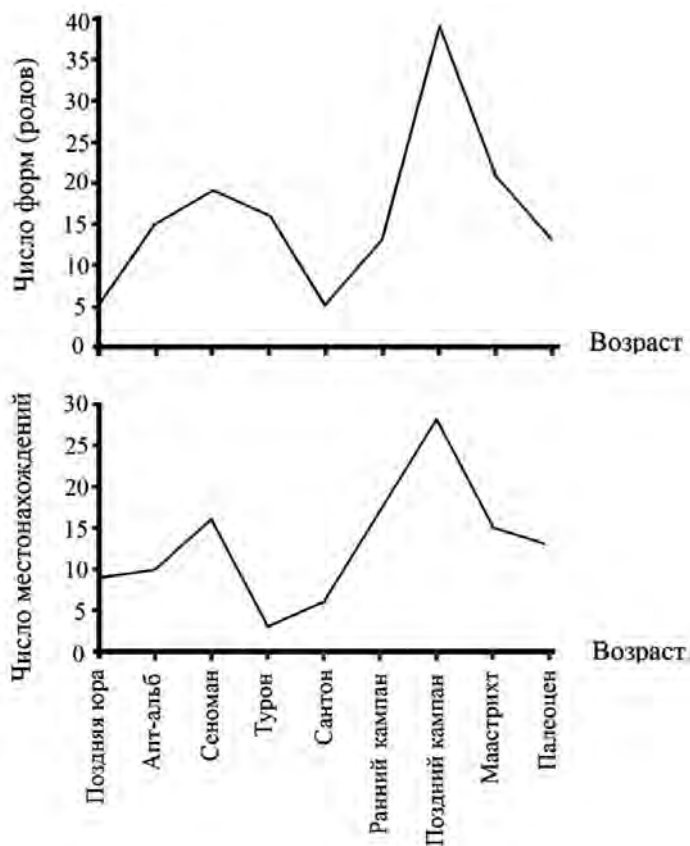 Число форм (родов)
40
35
30
25
20
15
10
5
0
Возраст
Число местонахождений
30
25
20
15
10
5
0
Возраст
Поздняя юра
Апт-альб
Сеноман
Турон
Сантон
Ранний кампан
Поздний кампан
Маастрихт
Палеоцен